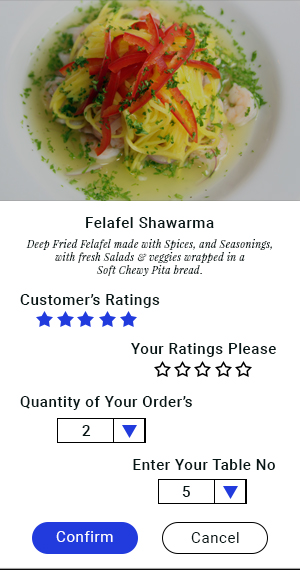 Felafel Shawarma
Deep Fried Felafel made with Spices, and Seasonings,
with fresh Salads & veggies wrapped in a
Soft Chewy Pita bread.
Customer’s Ratings
Your Ratings Please
Quantity of Your Order’s
2
Enter Your Table No
5
Confirm
Cancel